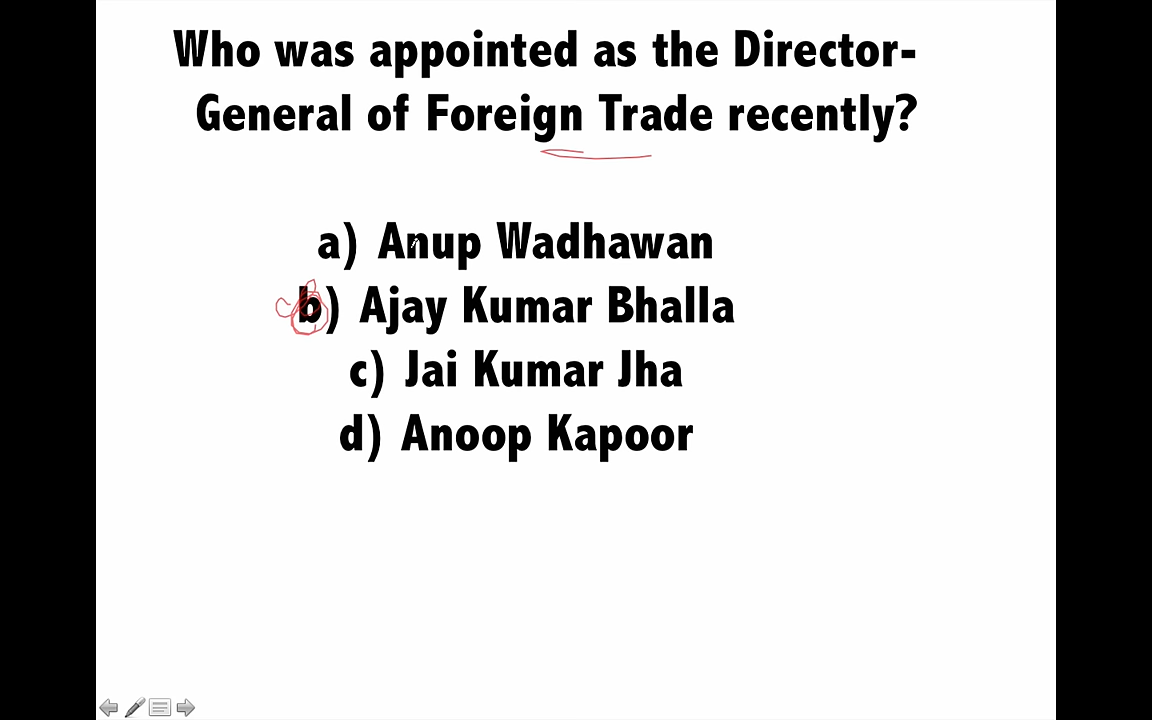 Who was appointed as the Director-
General of Foreign Trade recently?
a) Anup Wadhawan
b) Ajay Kumar Bhalla
c) Jai Kumar Jha
d) Anoop Kapoor